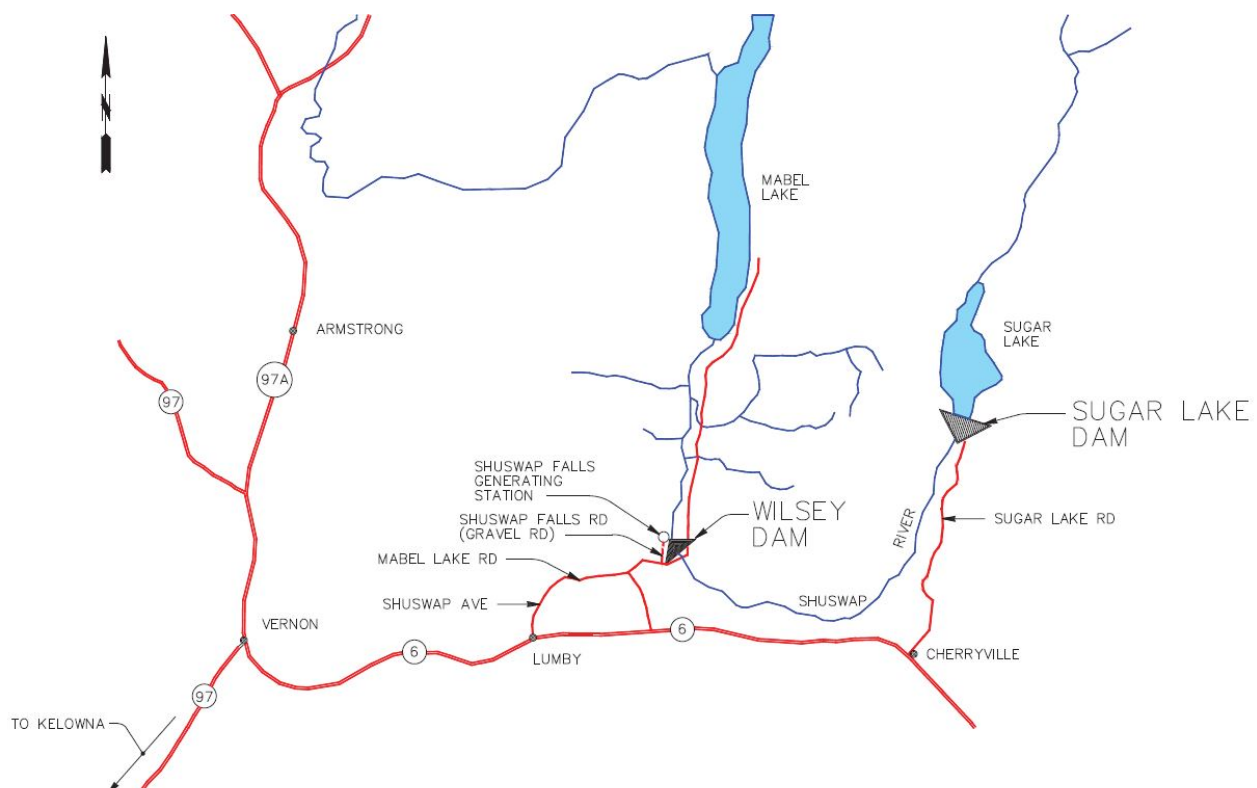 N
MABEL
LAKE
ARMSTRONG
SUGAR
LAKE
97A
97
SUGAR LAKE
DAM
SHUSWAP FALLS
GENERATING
STATION
WILSEY
DAM
SHUSWAP FALLS RD
(GRAVEL RD)
SUGAR LAKE RD
RIVER
MABEL LAKE RD
SHUSWAP AVE
SHUSWAP
VERNON
6
6
LUMBY
CHERRYVILLE
97
TO KELOWNA